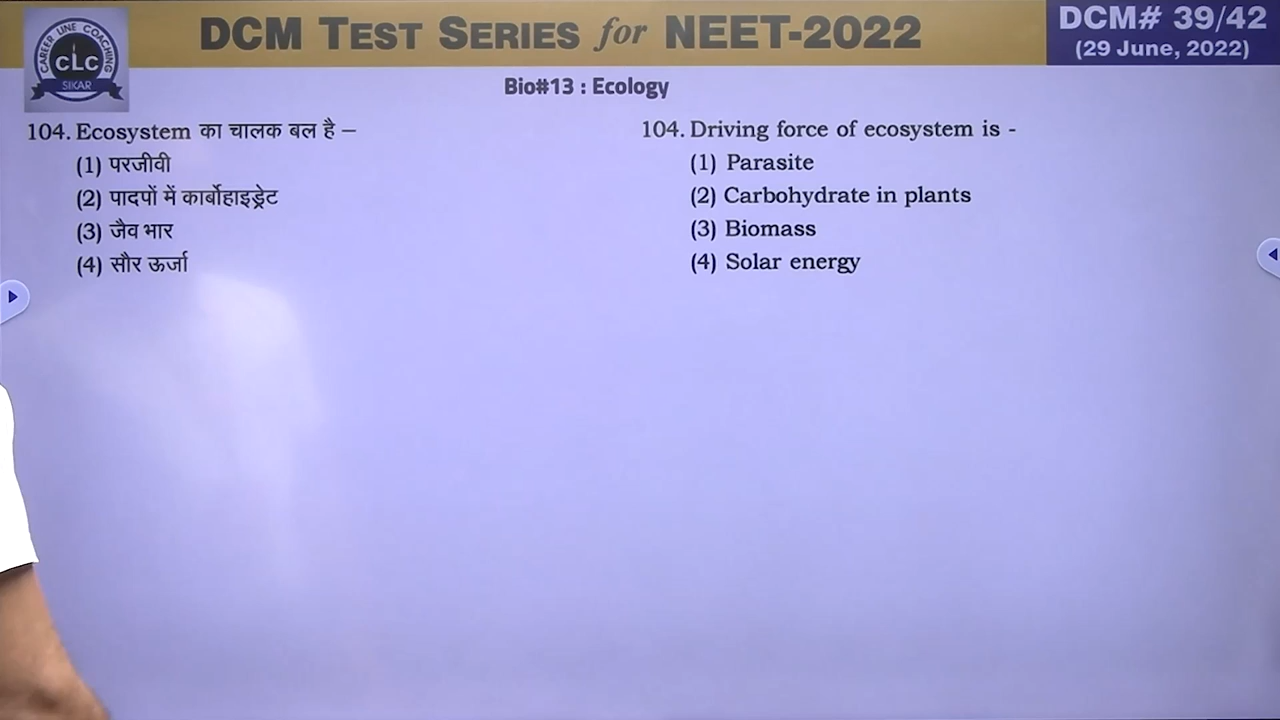 DCM TEST SERIES for NEET-2022
DCM# 39/42
(29 June, 2022)
CAREER LINE COACHING
CLC
SIKAR
Bio#13 : Ecology
104. Ecosystem का चालक बल है –
(1) परजीवी
(2) पादपों में कार्बोहाइड्रेट
(3) जैव भार
(4) सौर ऊर्जा
104. Driving force of ecosystem is -
(1) Parasite
(2) Carbohydrate in plants
(3) Biomass
(4) Solar energy